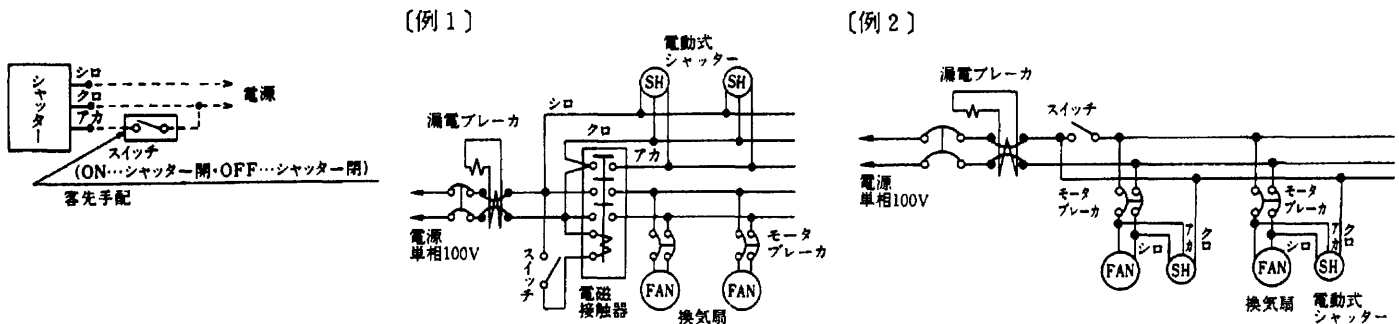 シャッター
シロ
クロ
アカ
電源
スイッチ
(ON…シャッター開・OFF…シャッター閉)
客先手配
〔例1〕
電動式
シャッター
SH
SH
シロ
クロ
アカ
漏電ブレーカ
電源
単相100V
スイッチ
電磁
接触器
モータ
ブレーカ
FAN
FAN
換気扇
〔例2〕
漏電ブレーカ
スイッチ
電源
単相100V
モータ
ブレーカ
シロ
アカ
クロ
FAN
SH
モータ
ブレーカ
シロ
アカ
クロ
FAN
SH
換気扇
電動式
シャッター